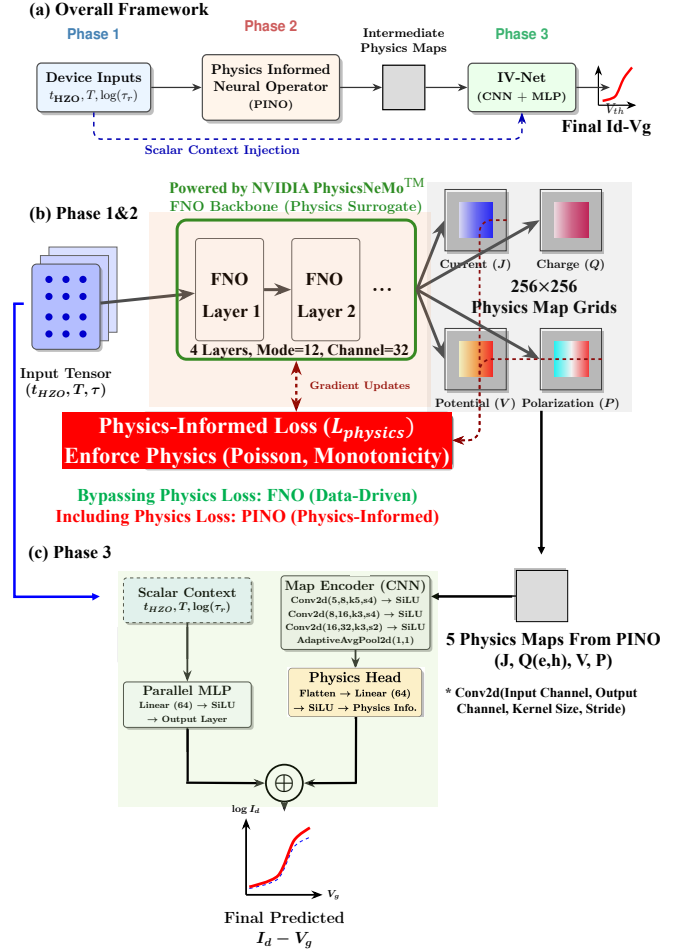 (a) Overall Framework
Phase 1
Phase 2
Intermediate
Physics Maps
Phase 3
Device Inputs
t_HZO, T, log(τ_r)
Physics Informed
Neural Operator
(PINO)
IV-Net
(CNN + MLP)
V_th
Final Id-Vg
Scalar Context Injection
Powered by NVIDIA PhysicsNeMo™
FNO Backbone (Physics Surrogate)
(b) Phase 1&2
FNO
Layer 1
FNO
Layer 2
...
4 Layers, Mode=12, Channel=32
Current (J)
Charge (Q)
256×256
Physics Map Grids
Potential (V)
Polarization (P)
Input Tensor
(t_HZO, T, τ)
Gradient Updates
Physics-Informed Loss (L_physics)
Enforce Physics (Poisson, Monotonicity)
Bypassing Physics Loss: FNO (Data-Driven)
Including Physics Loss: PINO (Physics-Informed)
(c) Phase 3
Scalar Context
t_HZO, T, log(τ_r)
Map Encoder (CNN)
Conv2d(5,8,k5,s4) → SiLU
Conv2d(8,16,k3,s4) → SiLU
Conv2d(16,32,k3,s2) → SiLU
AdaptiveAvgPool2d(1,1)
Parallel MLP
Linear (64) → SiLU
→ Output Layer
Physics Head
Flatten → Linear (64)
→ SiLU → Physics Info.
5 Physics Maps From PINO
(J, Q(e,h), V, P)
* Conv2d(Input Channel, Output
Channel, Kernel Size, Stride)
⊕
log I_d
V_g
Final Predicted
I_d − V_g